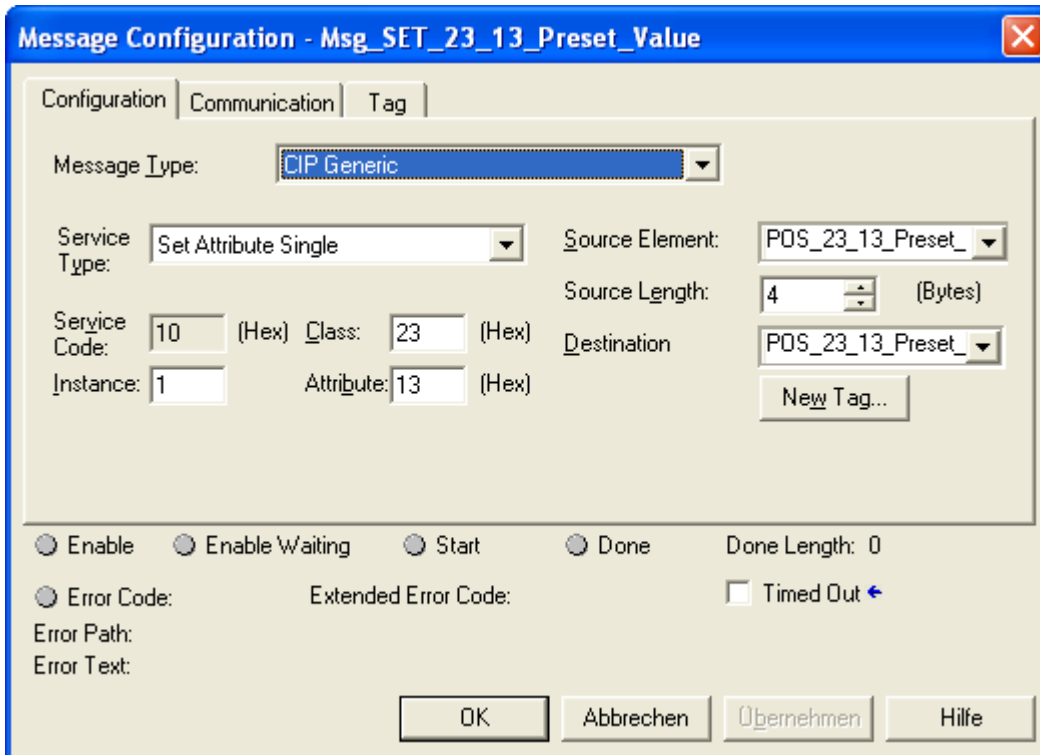 Message Configuration - Msg_SET_23_13_Preset_Value
Configuration Communication Tag
Message Type: CIP Generic
Service Type: Set Attribute Single
Source Element: POS_23_13_Preset_
Source Length: 4 (Bytes)
Service Code: 10 (Hex) Class: 23 (Hex)
Destination POS_23_13_Preset_
Instance: 1 Attribute: 13 (Hex)
New Tag...
Enable Enable Waiting Start Done Done Length: 0
Error Code: Extended Error Code: Timed Out
Error Path:
Error Text:
OK Abbrechen Übernehmen Hilfe